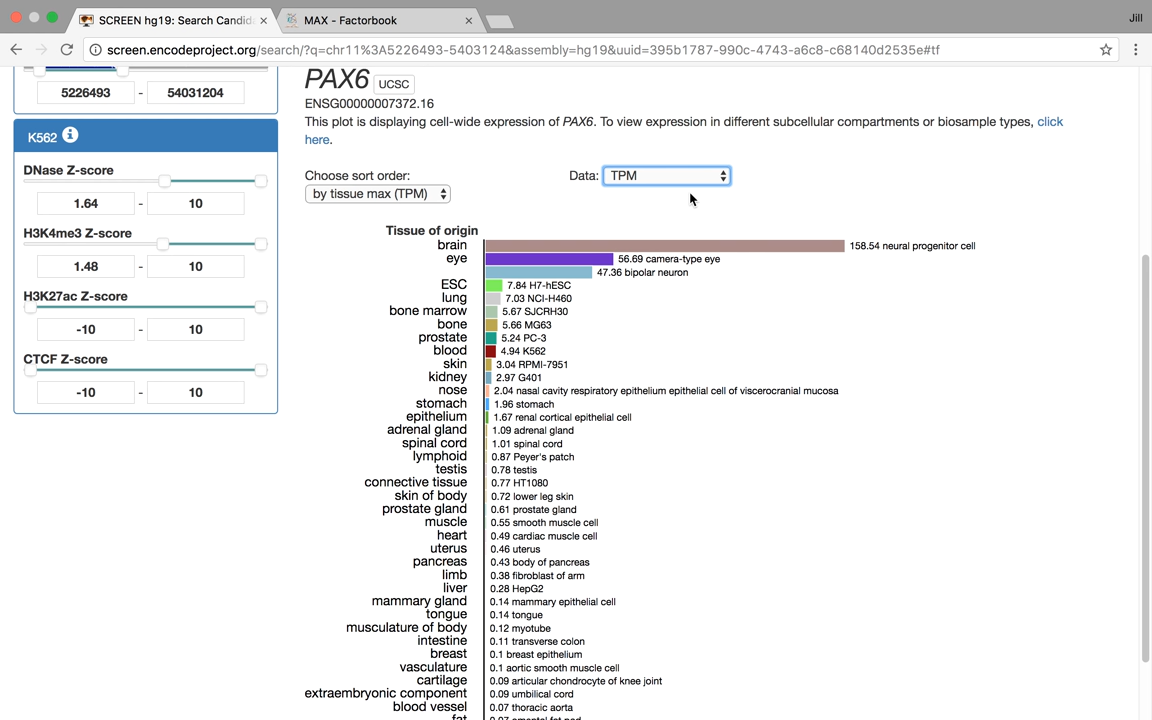 SCREEN hg19: Search Candid
MAX - Factorbook
Jill
screen.encodeproject.org/search/?q=chr11%3A5226493-5403124&assembly=hg19&uuid=395b1787-990c-4743-a6c8-c68140d2535e#tf
5226493 - 54031204
K562
DNase Z-score
1.64 - 10
H3K4me3 Z-score
1.48 - 10
H3K27ac Z-score
-10 - 10
CTCF Z-score
-10 - 10
PAX6 UCSC
ENSG00000007372.16
This plot is displaying cell-wide expression of PAX6. To view expression in different subcellular compartments or biosample types, click
here.
Choose sort order: Data: TPM
by tissue max (TPM)
Tissue of origin
brain 158.54 neural progenitor cell
eye 56.69 camera-type eye
47.36 bipolar neuron
ESC 7.84 H7-hESC
lung 7.03 NCI-H460
bone marrow 5.67 SJCRH30
bone 5.66 MG63
prostate 5.24 PC-3
blood 4.94 K562
skin 3.04 RPMI-7951
kidney 2.97 G401
nose 2.04 nasal cavity respiratory epithelium epithelial cell of viscerocranial mucosa
stomach 1.96 stomach
epithelium 1.67 renal cortical epithelial cell
adrenal gland 1.09 adrenal gland
spinal cord 1.01 spinal cord
lymphoid 0.87 Peyer's patch
testis 0.78 testis
connective tissue 0.77 HT1080
skin of body 0.72 lower leg skin
prostate gland 0.61 prostate gland
muscle 0.55 smooth muscle cell
heart 0.49 cardiac muscle cell
uterus 0.46 uterus
pancreas 0.43 body of pancreas
limb 0.38 fibroblast of arm
liver 0.28 HepG2
mammary gland 0.14 mammary epithelial cell
tongue 0.14 tongue
musculature of body 0.12 myotube
intestine 0.11 transverse colon
breast 0.1 breast epithelium
vasculature 0.1 aortic smooth muscle cell
cartilage 0.09 articular chondrocyte of knee joint
extraembryonic component 0.09 umbilical cord
blood vessel 0.07 thoracic aorta